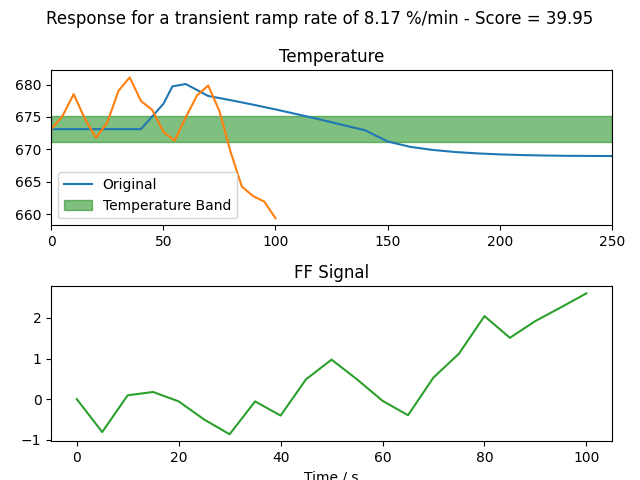 Response for a transient ramp rate of 8.17 %/min - Score = 39.95
Temperature
680
675
670
665
660
Original
Temperature Band
0 50 100 150 200 250
FF Signal
2
1
0
−1
0 20 40 60 80 100
Time / s